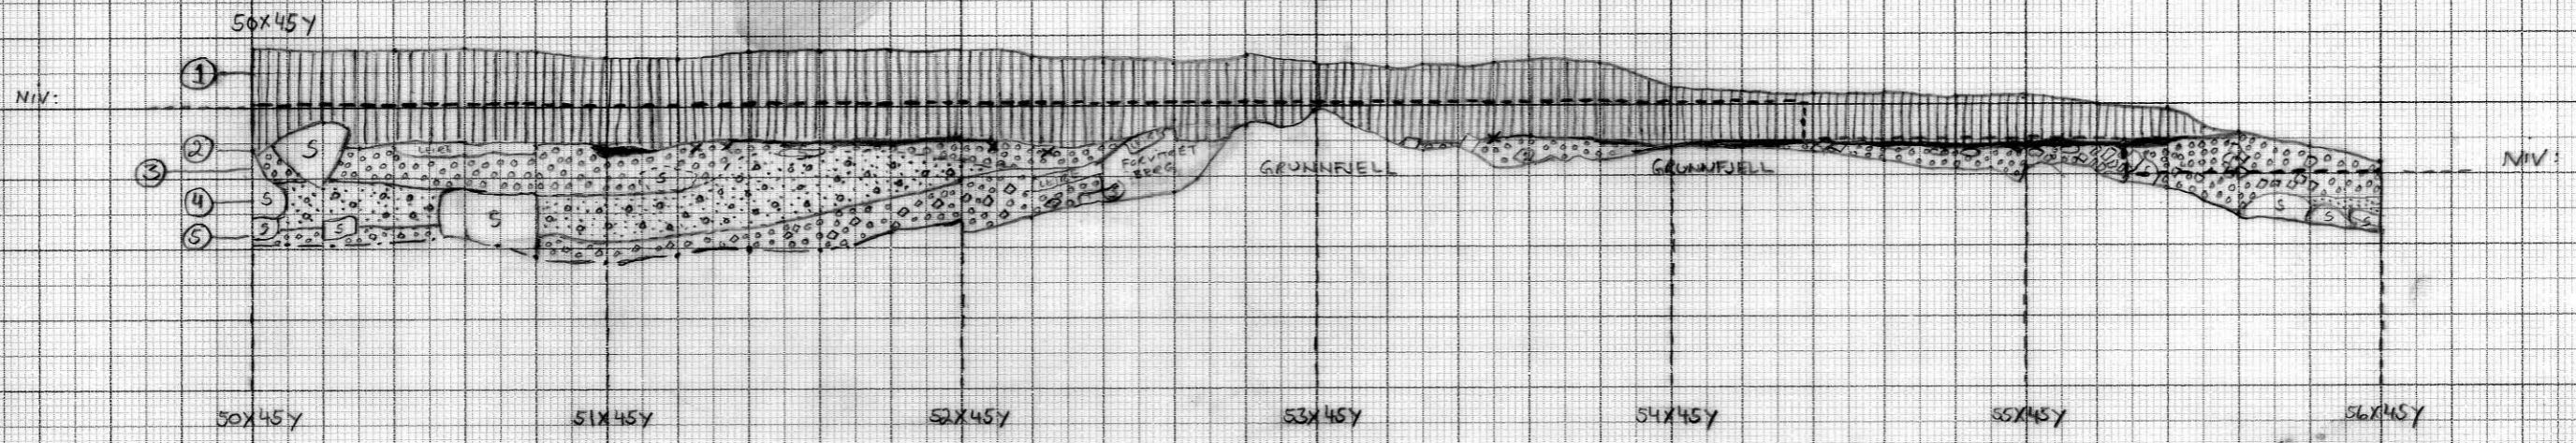 50X45Y
①
NIV:
②
S
LEIRE
③
S
FORVITRET
BERG
GRUNNFJELL
GRUNNFJELL
NIV:
LEIRE
④
S
S
S
⑤
S
S
S
S
S
50X45Y
51X45Y
52X45Y
53X45Y
54X45Y
55X45Y
56X45Y